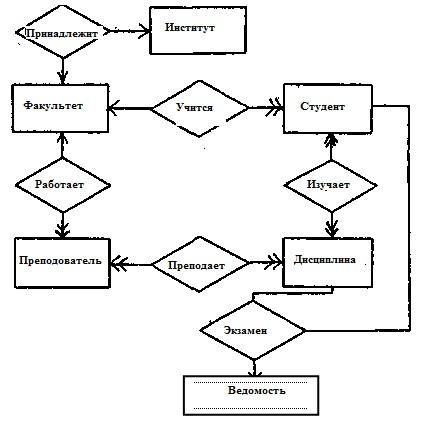 Принадлежит
Институт
Факультет
Учится
Студент
Работает
Изучает
Преподователь
Преподает
Дисциплина
Экзамен
Ведомость